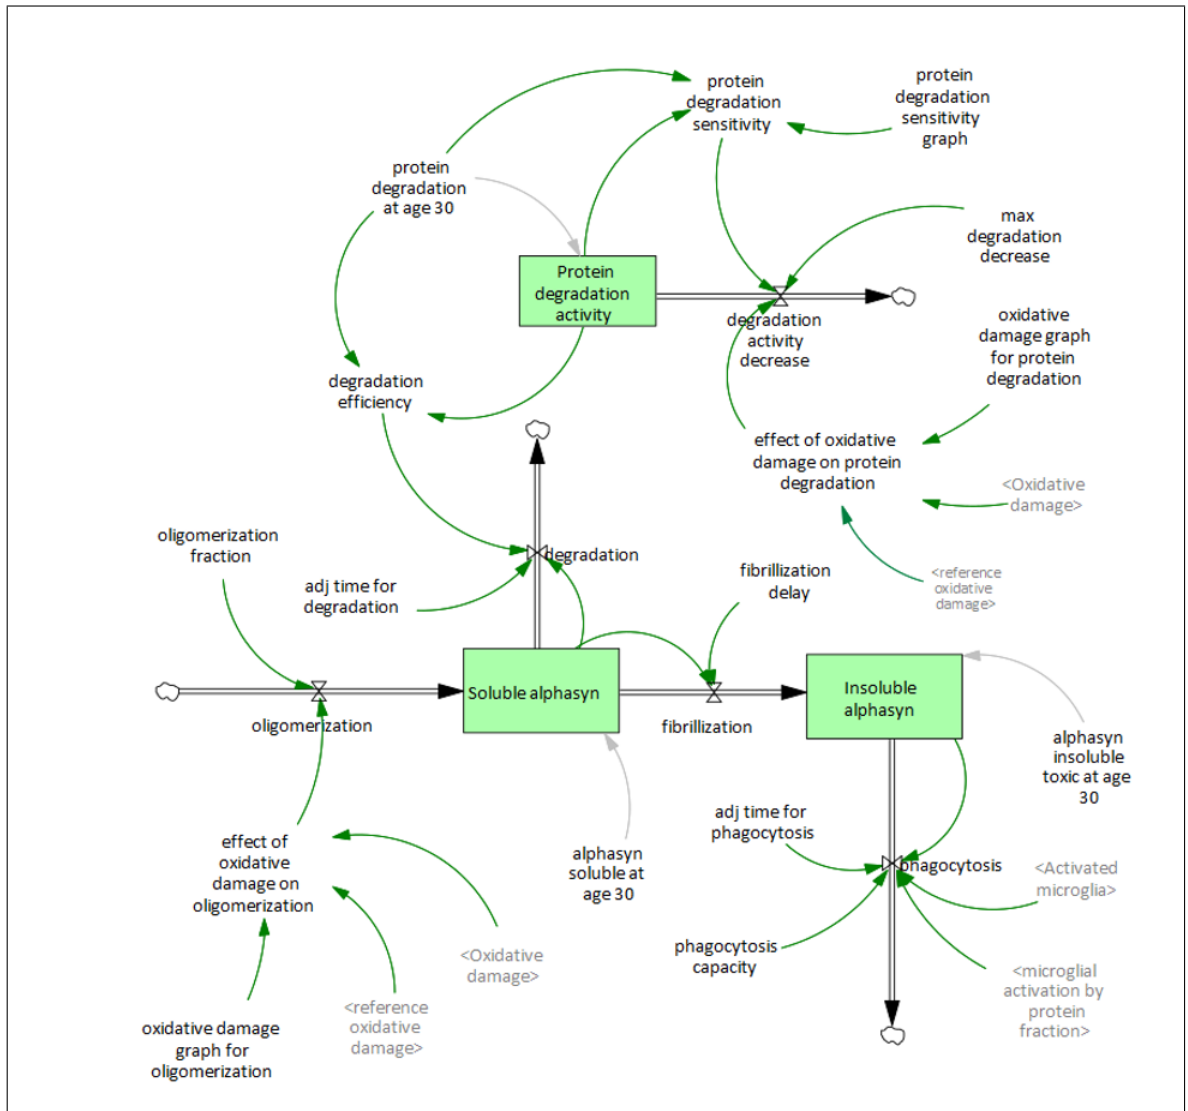 protein
degradation
sensitivity
protein
degradation
sensitivity
graph
protein
degradation
at age 30
max
degradation
decrease
Protein
degradation
activity
degradation
activity
decrease
oxidative
damage graph
for protein
degradation
degradation
efficiency
effect of oxidative
damage on protein
degradation
<Oxidative
damage>
oligomerization
fraction
degradation
adj time for
degradation
fibrillization
delay
<reference
oxidative
damage>
Soluble alphasyn
Insoluble
alphasyn
oligomerization
fibrillization
alphasyn
insoluble
toxic at age
30
effect of
oxidative
damage on
oligomerization
alphasyn
soluble at
age 30
adj time for
phagocytosis
phagocytosis
<Activated
microglia>
phagocytosis
capacity
<Oxidative
damage>
<microglial
activation by
protein
fraction>
<reference
oxidative
damage>
oxidative damage
graph for
oligomerization